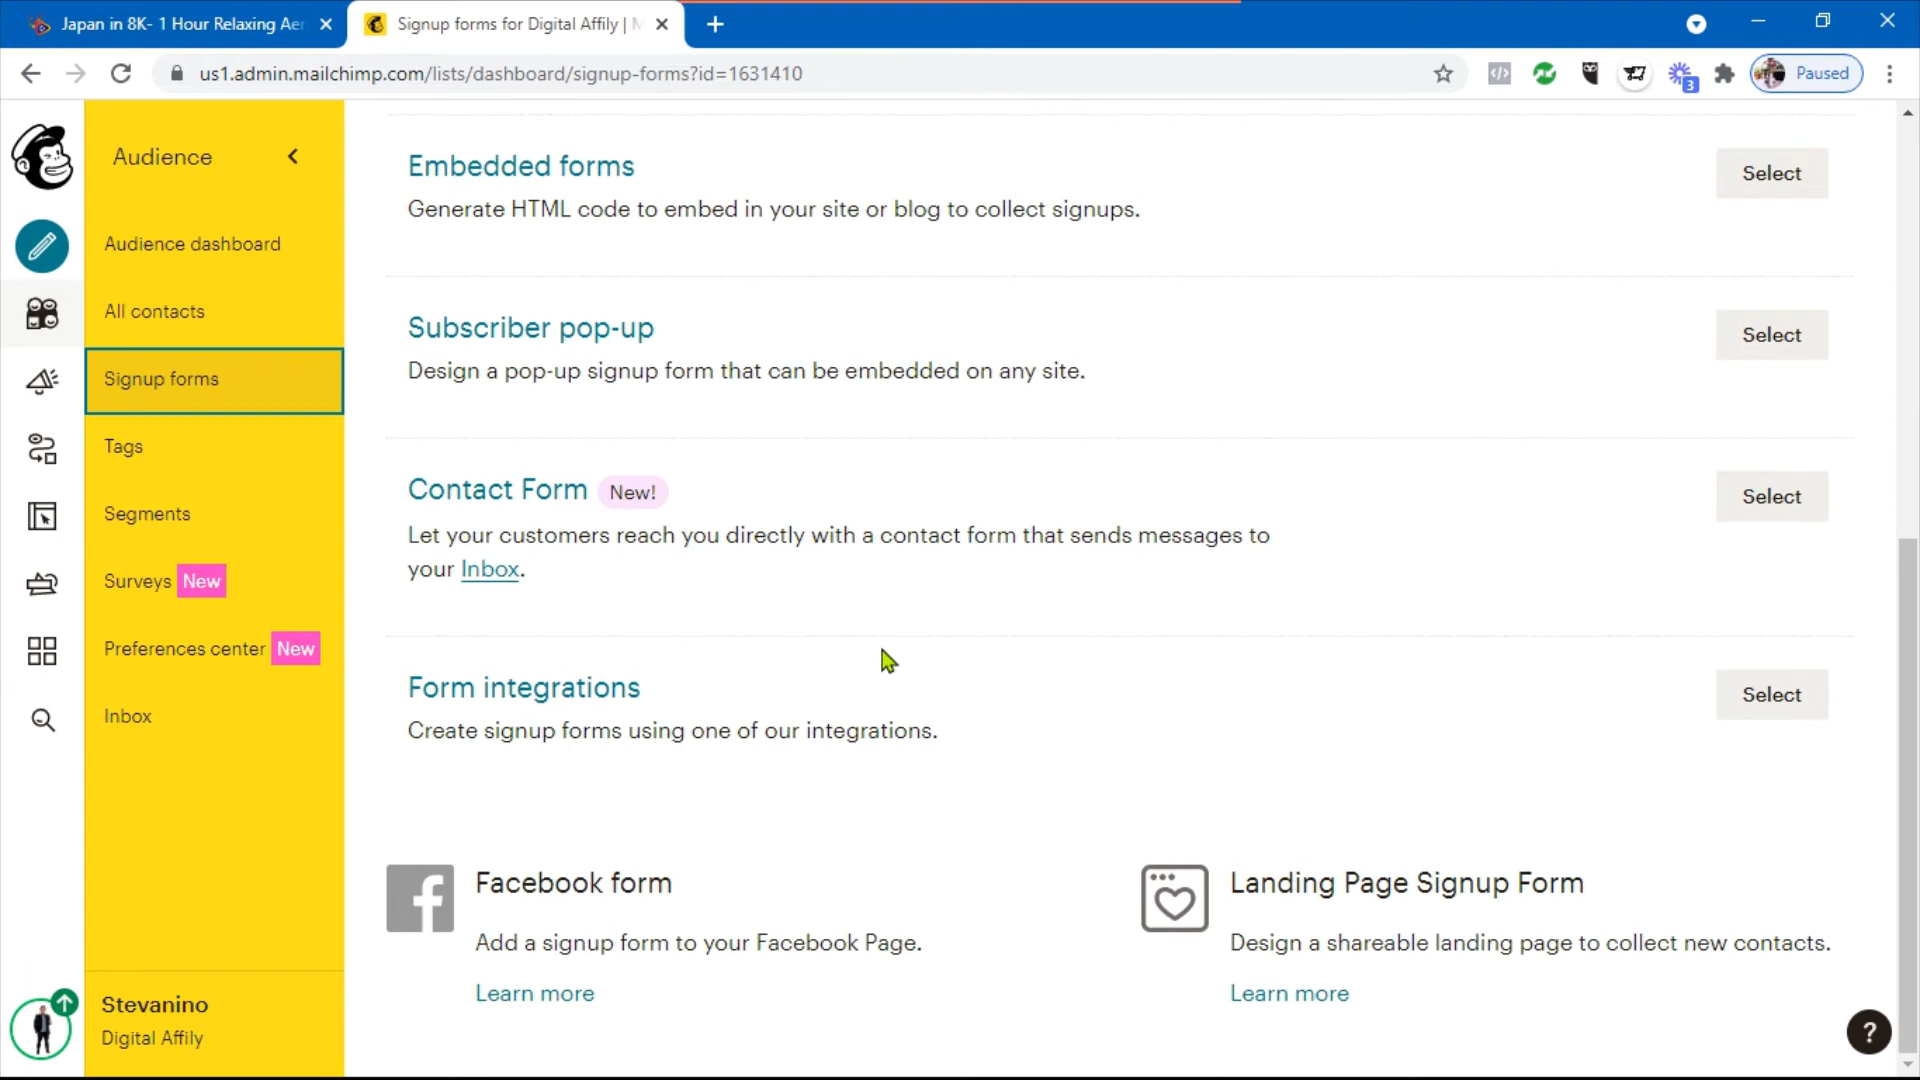 Japan in 8K- 1 Hour Relaxing Aer
Signup forms for Digital Affily | M
us1.admin.mailchimp.com/lists/dashboard/signup-forms?id=1631410
3
Paused
Audience
Audience dashboard
All contacts
Signup forms
Tags
Segments
Surveys New
Preferences center New
Inbox
Stevanino
Digital Affily
Embedded forms
Select
Generate HTML code to embed in your site or blog to collect signups.
Subscriber pop-up
Select
Design a pop-up signup form that can be embedded on any site.
Contact Form New!
Select
Let your customers reach you directly with a contact form that sends messages to
your Inbox.
Form integrations
Select
Create signup forms using one of our integrations.
Facebook form
Add a signup form to your Facebook Page.
Learn more
Landing Page Signup Form
Design a shareable landing page to collect new contacts.
Learn more
?